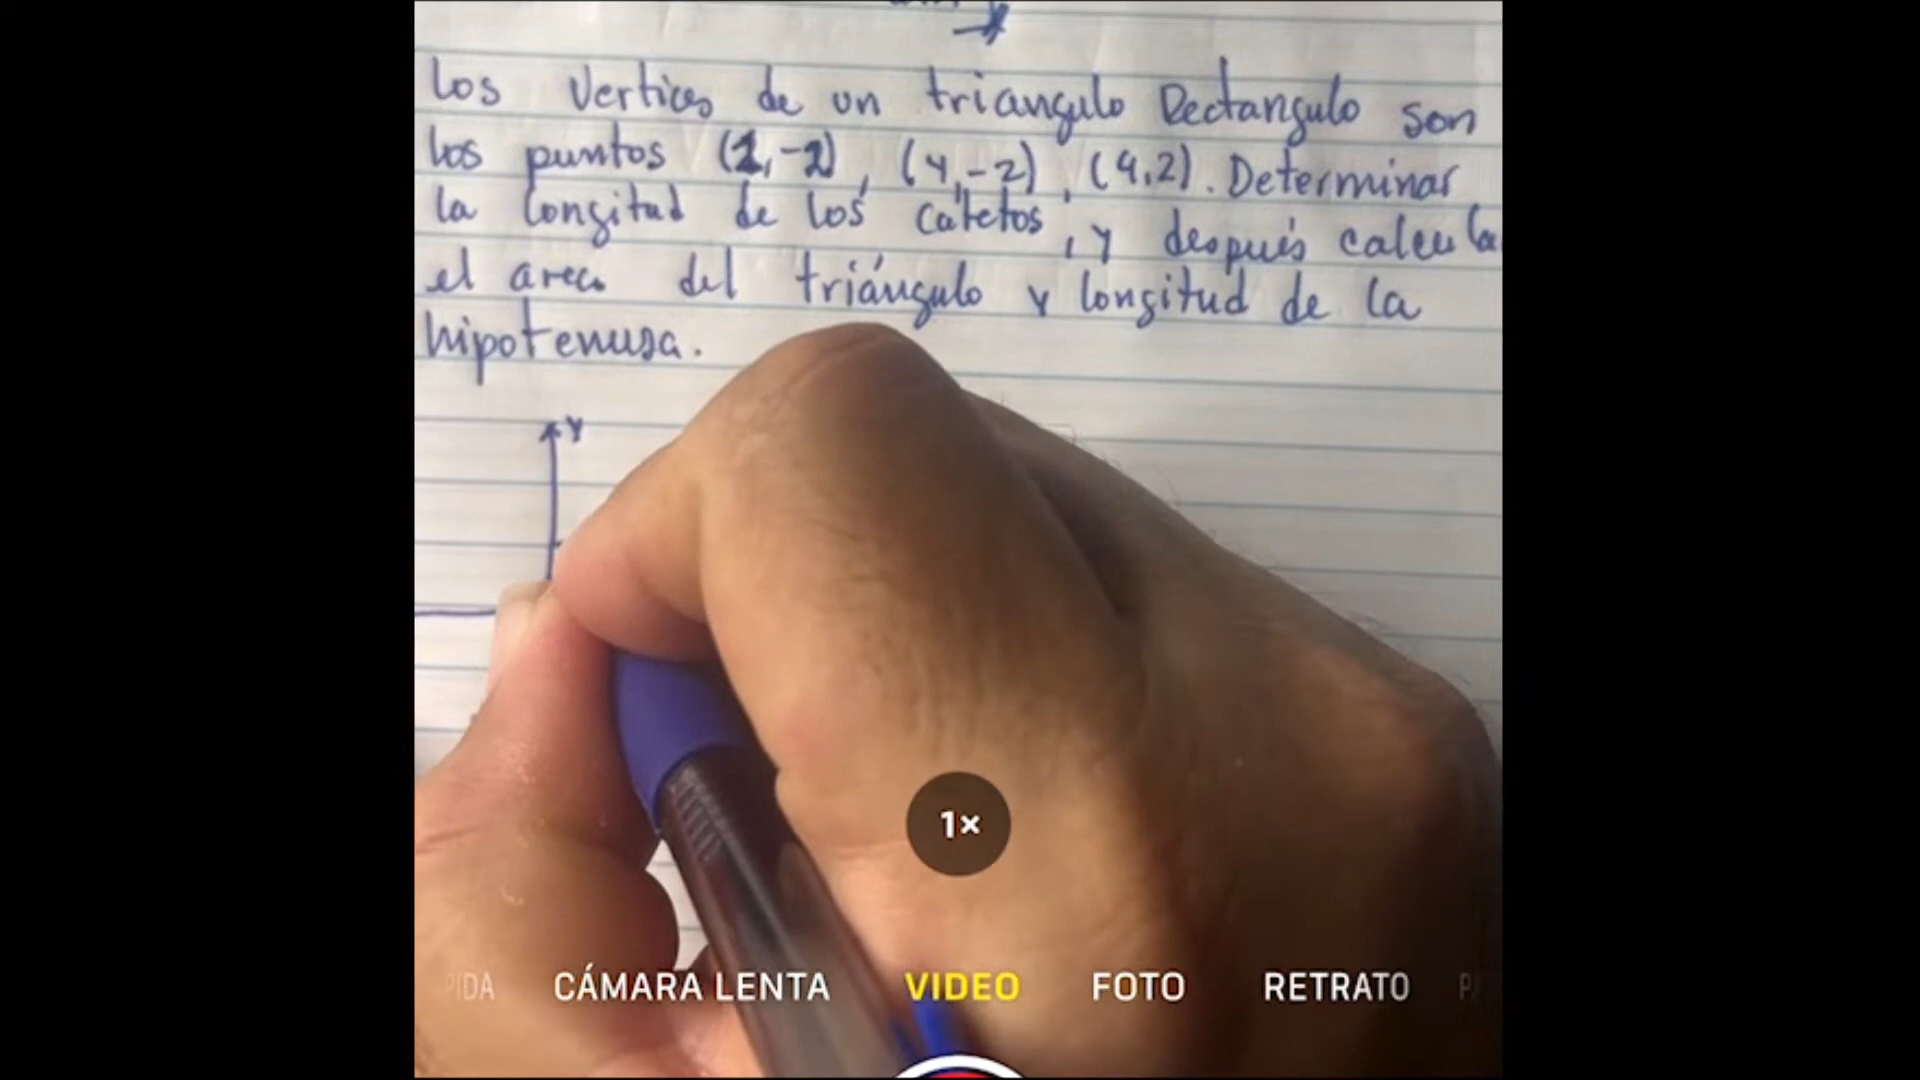 los vertices de un triangulo Rectangulo son
los puntos (1,-2), (4,-2), (4,2). Determinar
la longitud de los catetos, y después calcula
el area del triángulo y longitud de la
hipotenusa.
Y
1×
CÁMARA LENTA VIDEO FOTO RETRATO